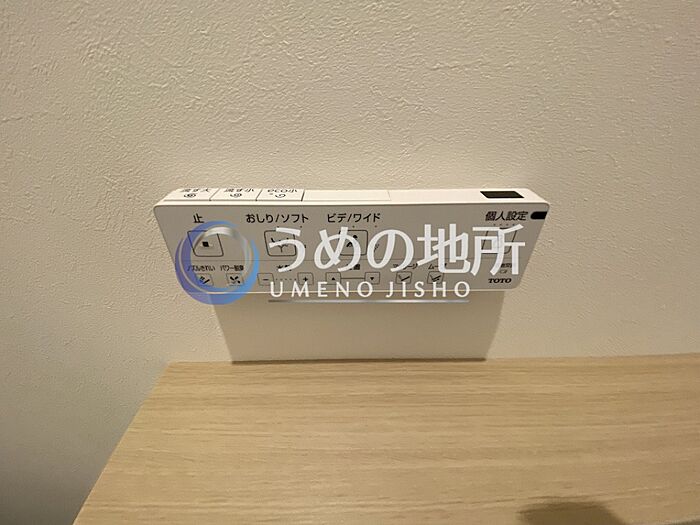 流す大 流す小 eco小
止 おしり/ソフト ビデ/ワイド 個人設定
うめの地所
ノズルきれい パワー脱臭
UMENO JISHO
TOTO